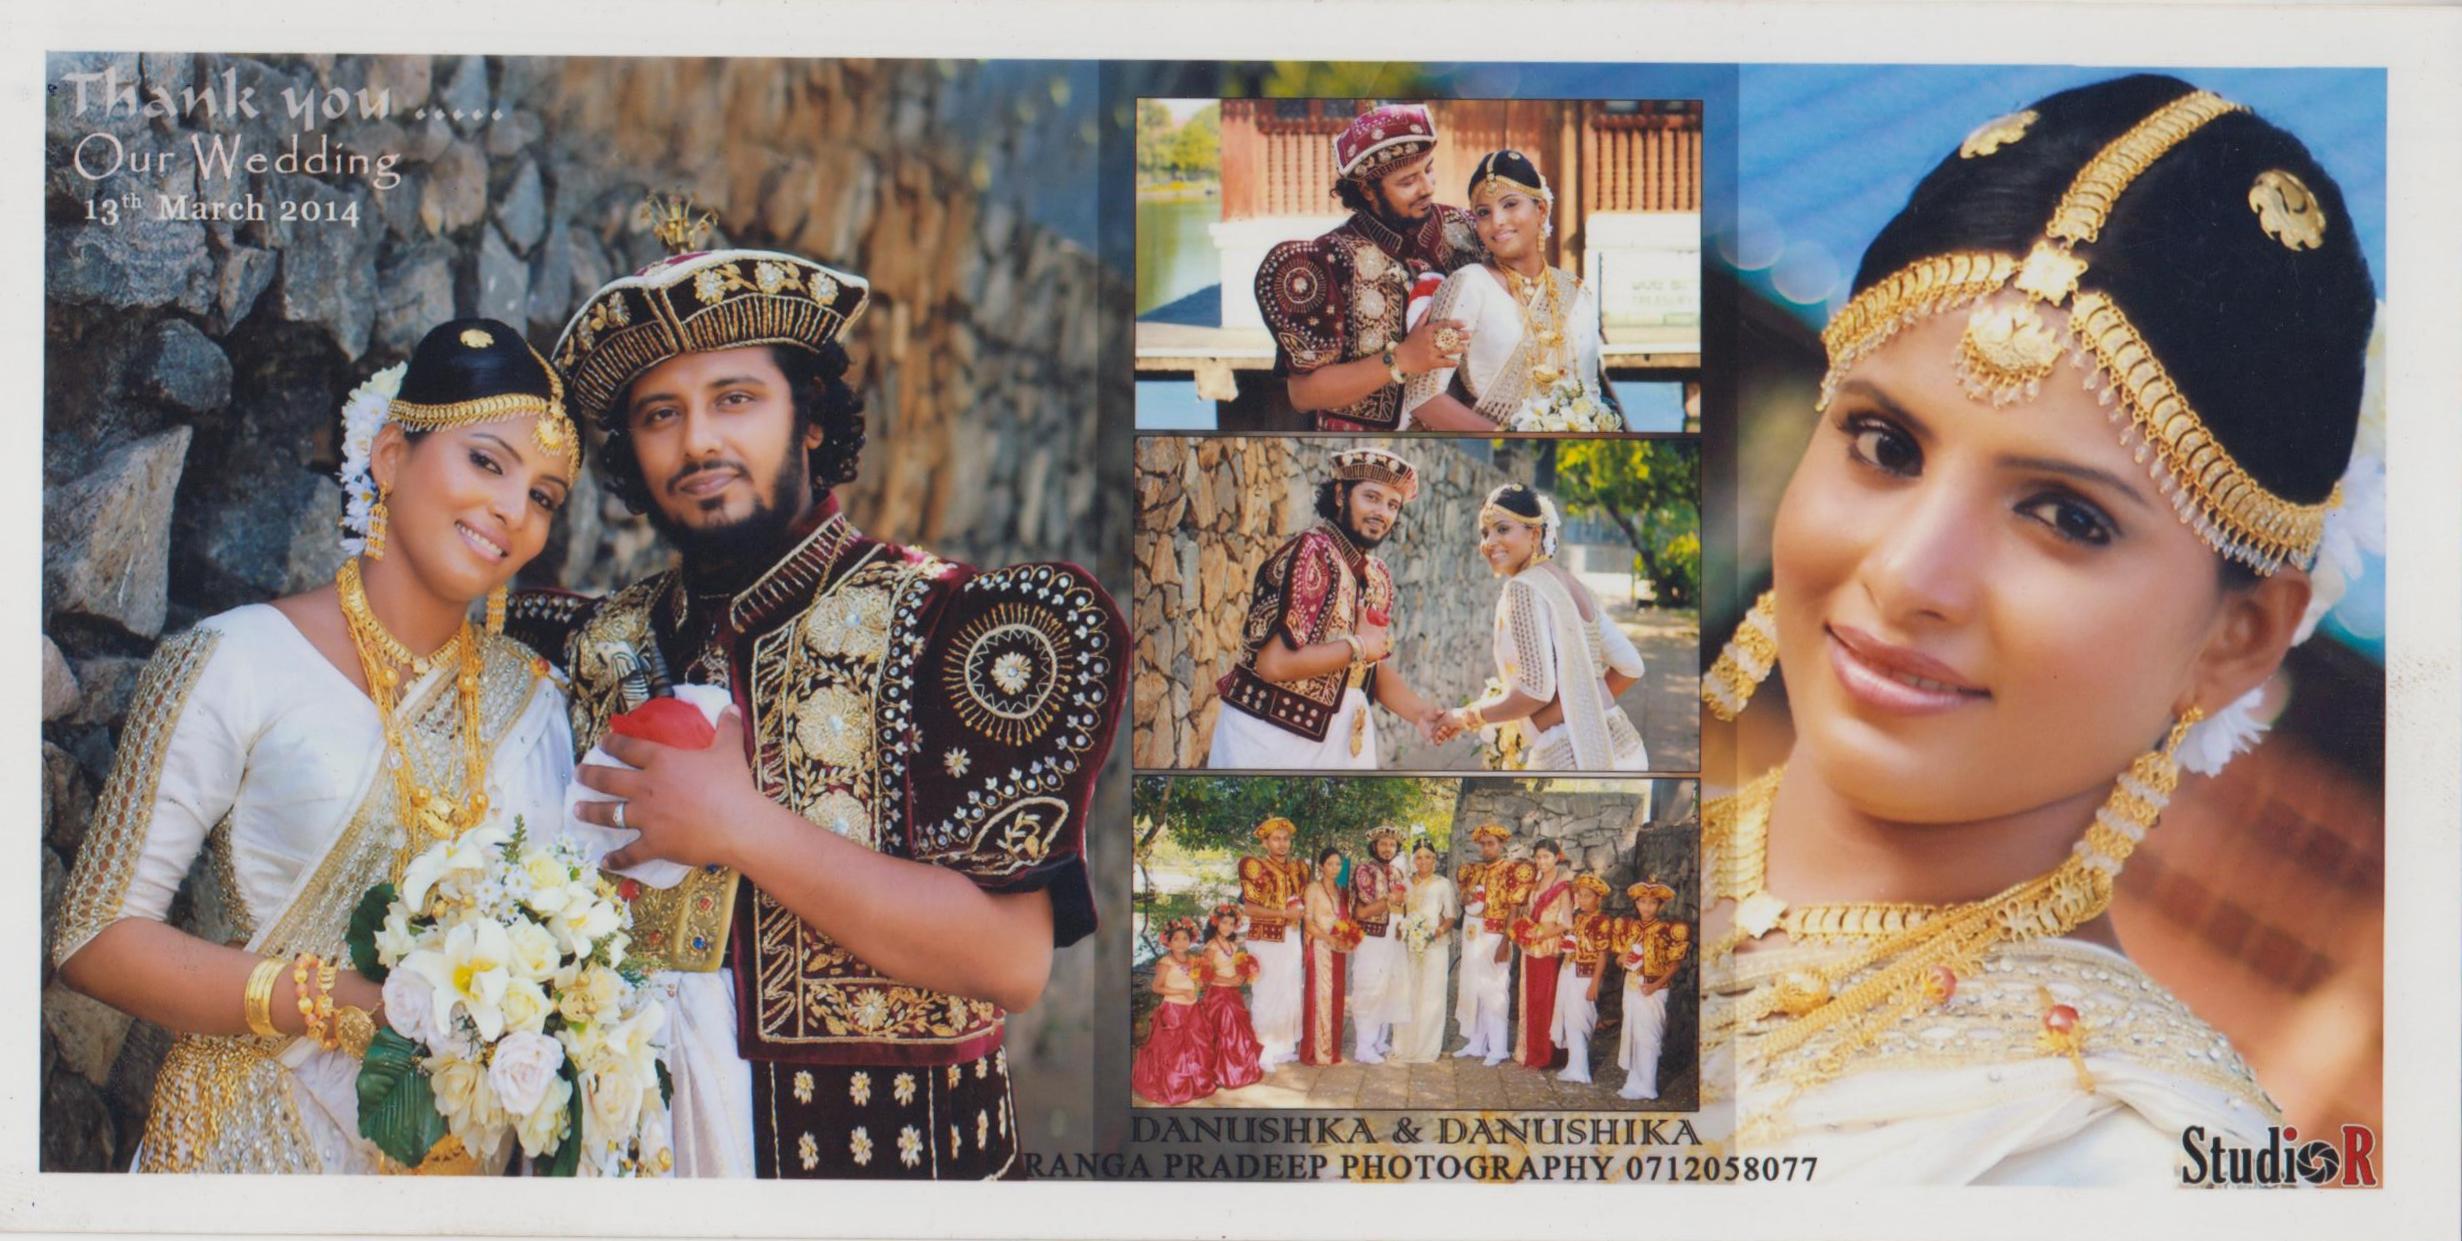 Thank you .....
Our Wedding
13th March 2014
DANUSHKA & DANUSHIKA
RANGA PRADEEP PHOTOGRAPHY 0712058077
StudioR